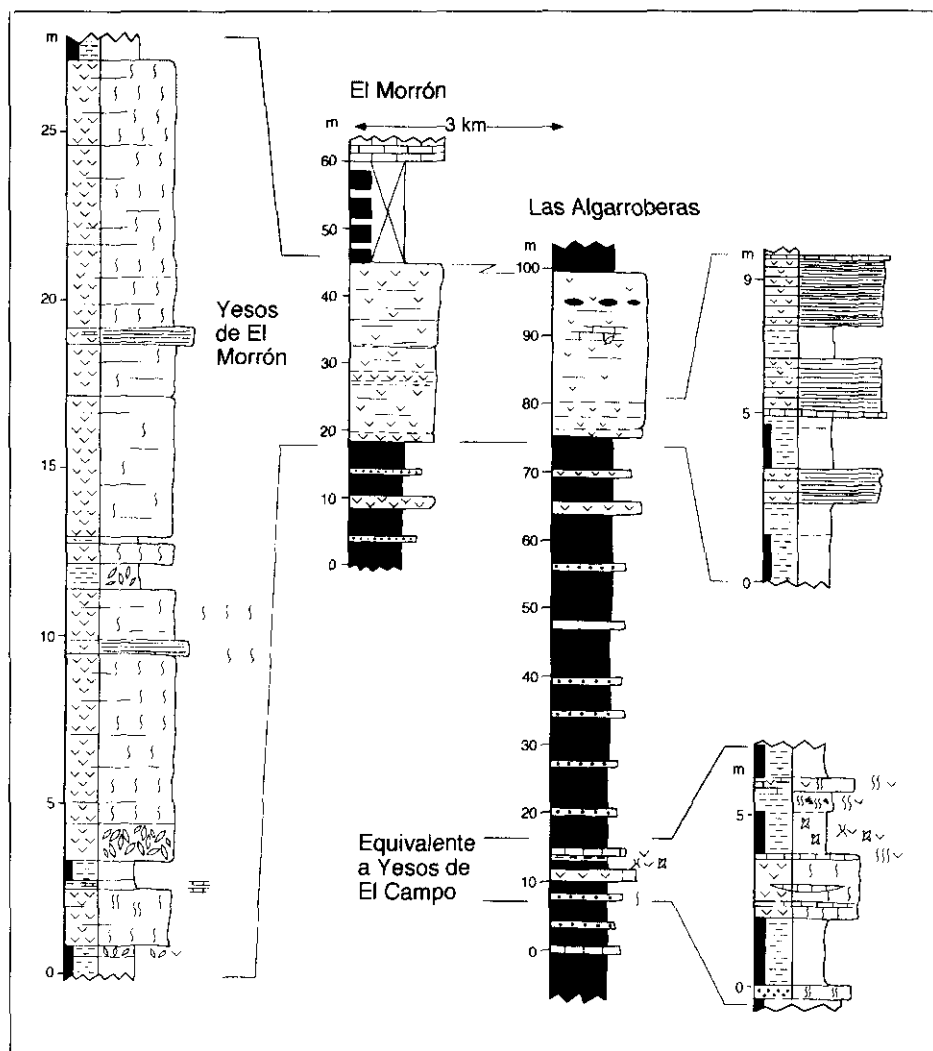 m
25
20
15
10
5
0
Yesos
de El
Morrón
El Morrón
m
3 km
60
50
40
30
20
10
0
Las Algarroberas
m
100
90
80
70
60
50
40
30
20
10
0
Equivalente
a Yesos de
El Campo
m
9
5
0
m
5
0